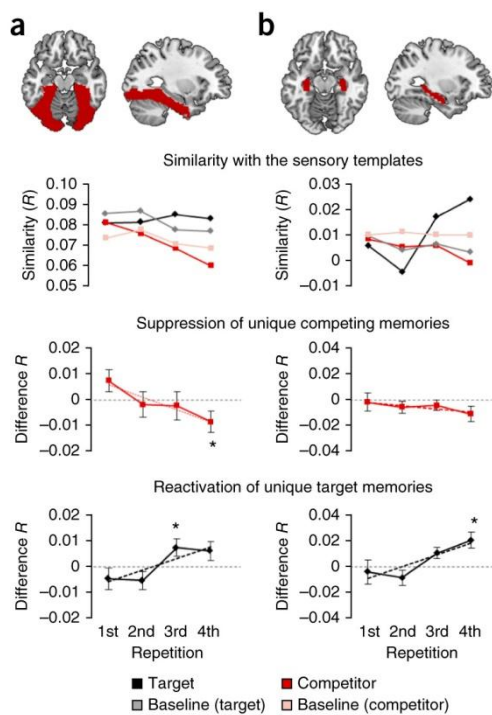 a b
Similarity with the sensory templates
Similarity (R)
0.10
0.09
0.08
0.07
0.06
0.05
Similarity (R)
0.03
0.02
0.01
0
−0.01
Suppression of unique competing memories
Difference R
0.02
0.01
0
−0.01
−0.02
*
Difference R
0.04
0.02
0
−0.02
−0.04
Reactivation of unique target memories
Difference R
0.02
0.01
0
−0.01
−0.02
*
1st 2nd 3rd 4th
Repetition
Difference R
0.04
0.02
0
−0.02
−0.04
*
1st 2nd 3rd 4th
Repetition
Target Competitor
Baseline (target) Baseline (competitor)